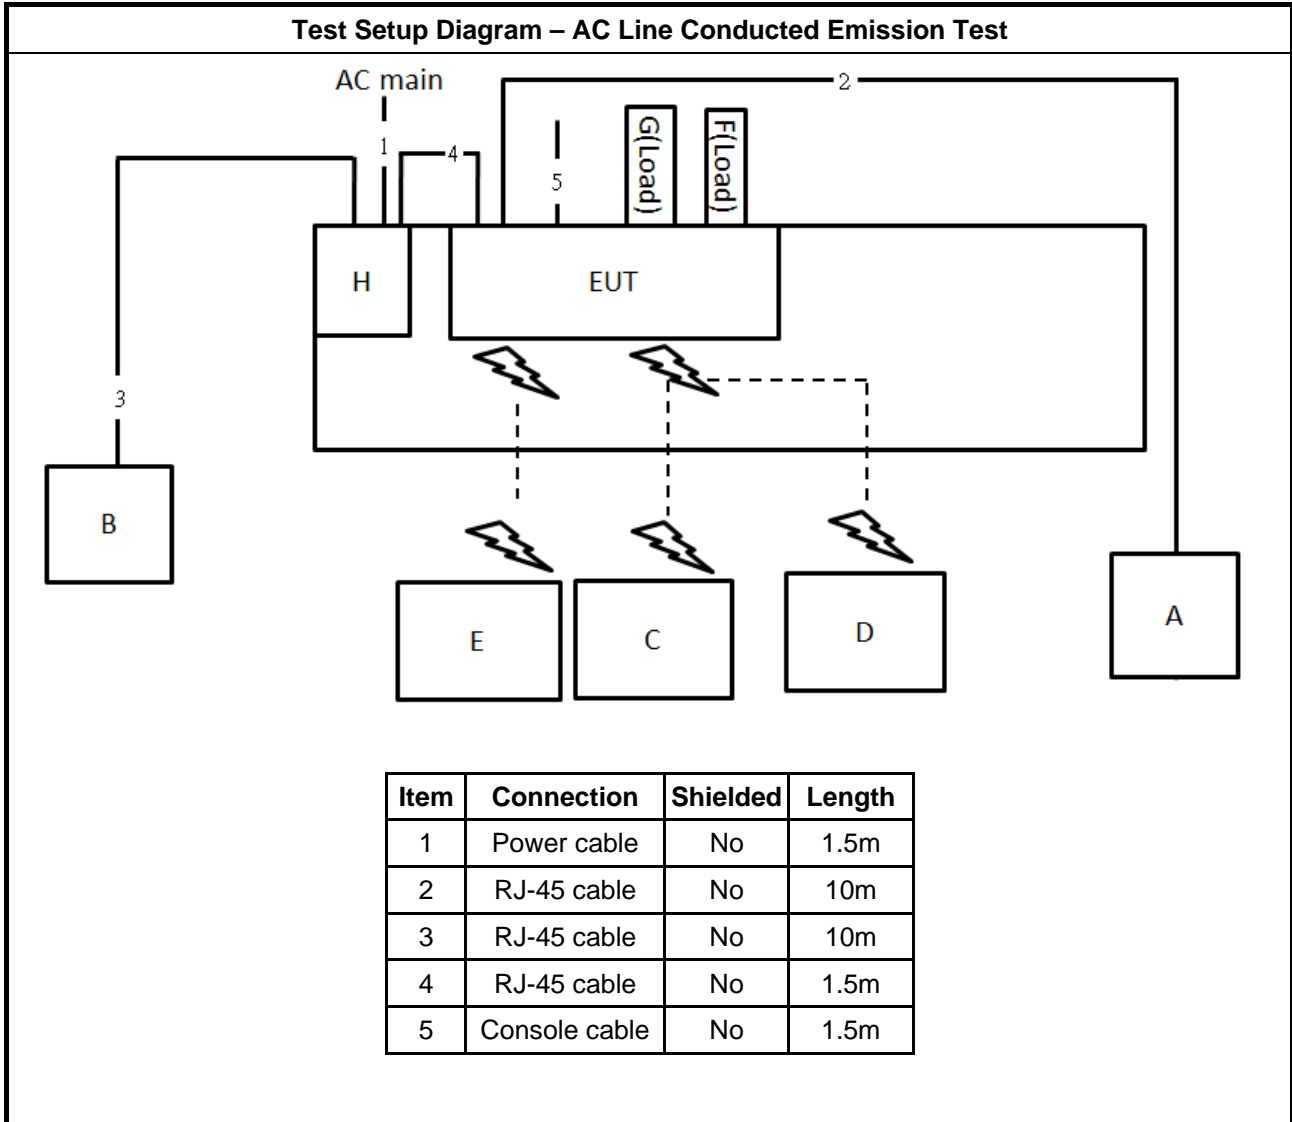 Test Setup Diagram – AC Line Conducted Emission Test
AC main
2
1
4
5
G(Load)
F(Load)
H
EUT
3
B
A
E
C
D
Item Connection Shielded Length
1 Power cable No 1.5m
2 RJ-45 cable No 10m
3 RJ-45 cable No 10m
4 RJ-45 cable No 1.5m
5 Console cable No 1.5m